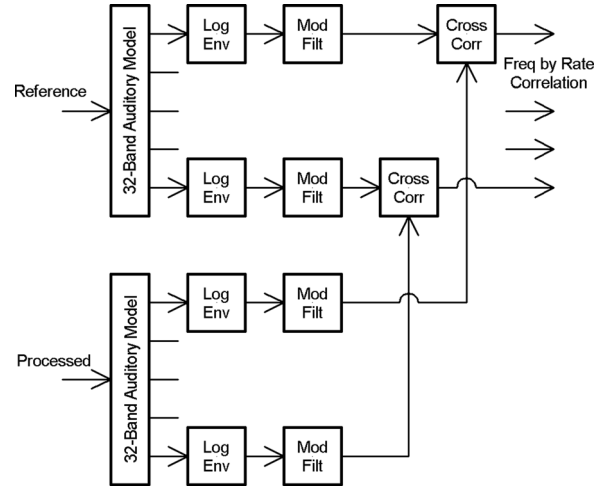 Log
Env
Mod
Filt
Cross
Corr
Freq by Rate
Correlation
Reference
32-Band Auditory Model
Log
Env
Mod
Filt
Cross
Corr
Log
Env
Mod
Filt
Processed
32-Band Auditory Model
Log
Env
Mod
Filt